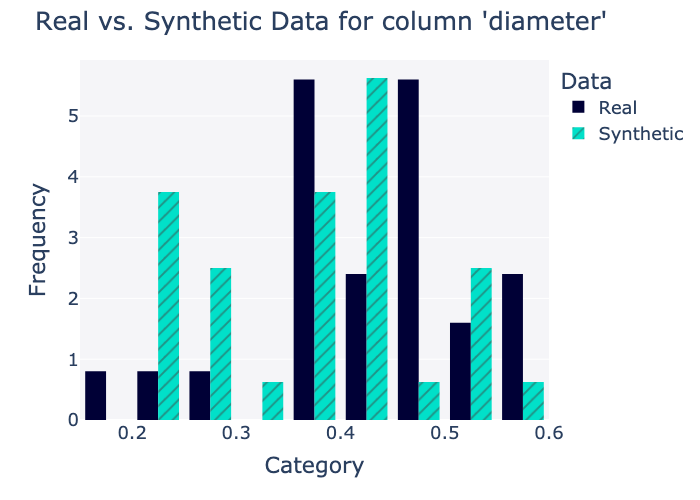 Real vs. Synthetic Data for column 'diameter'
Data
Real
Synthetic
5
4
3
2
1
0
Frequency
0.2
0.3
0.4
0.5
0.6
Category